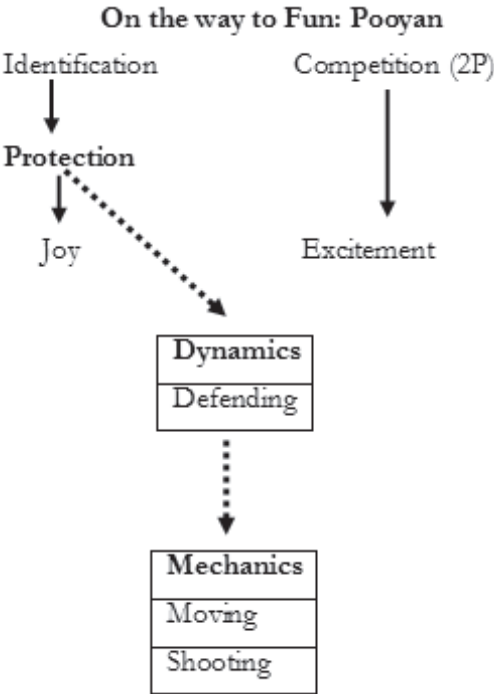 On the way to Fun: Pooyan
Identification Competition (2P)
Protection
Joy Excitement
Dynamics
Defending
Mechanics
Moving
Shooting